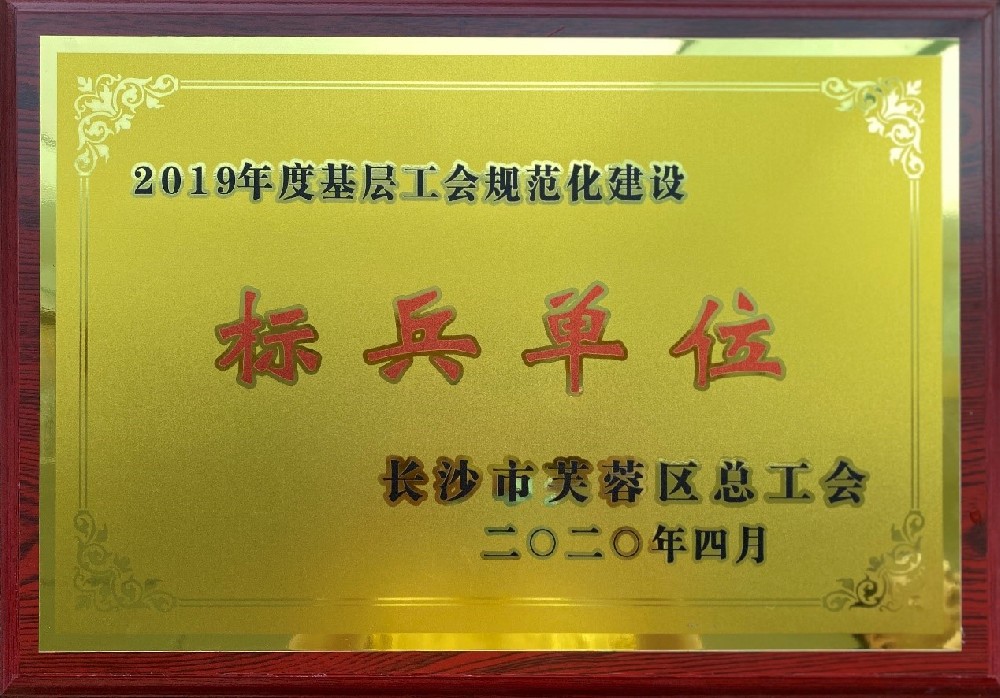 2019年度基层工会规范化建设
标兵单位
长沙市芙蓉区总工会
二〇二〇年四月